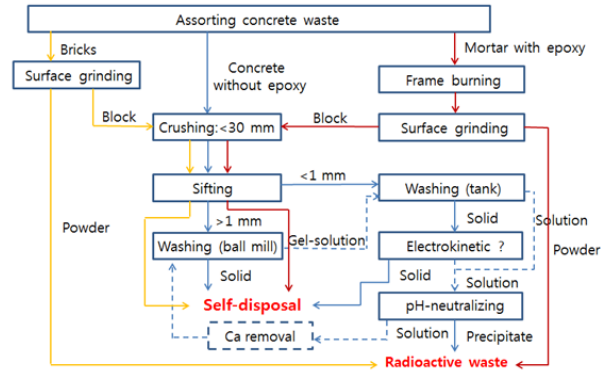 Assorting concrete waste
Bricks
Mortar with epoxy
Surface grinding
Concrete
without epoxy
Frame burning
Block
Crushing:<30 mm
Block
Surface grinding
Sifting
<1 mm
Washing (tank)
>1 mm
Solid
Solution
Powder
Washing (ball mill)
Gel-solution
Electrokinetic ?
Powder
Solid
Solid
Solution
Self-disposal
pH-neutralizing
Ca removal
Solution
Precipitate
Radioactive waste